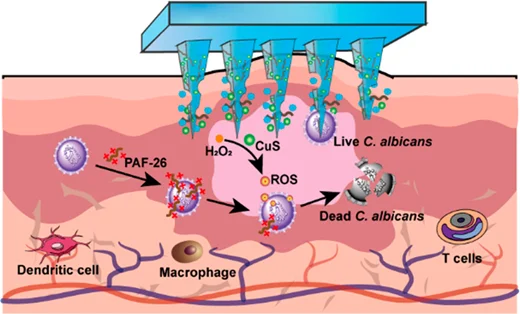 Live C. albicans
H₂O₂
CuS
PAF-26
ROS
Dead C. albicans
Dendritic cell
Macrophage
T cells